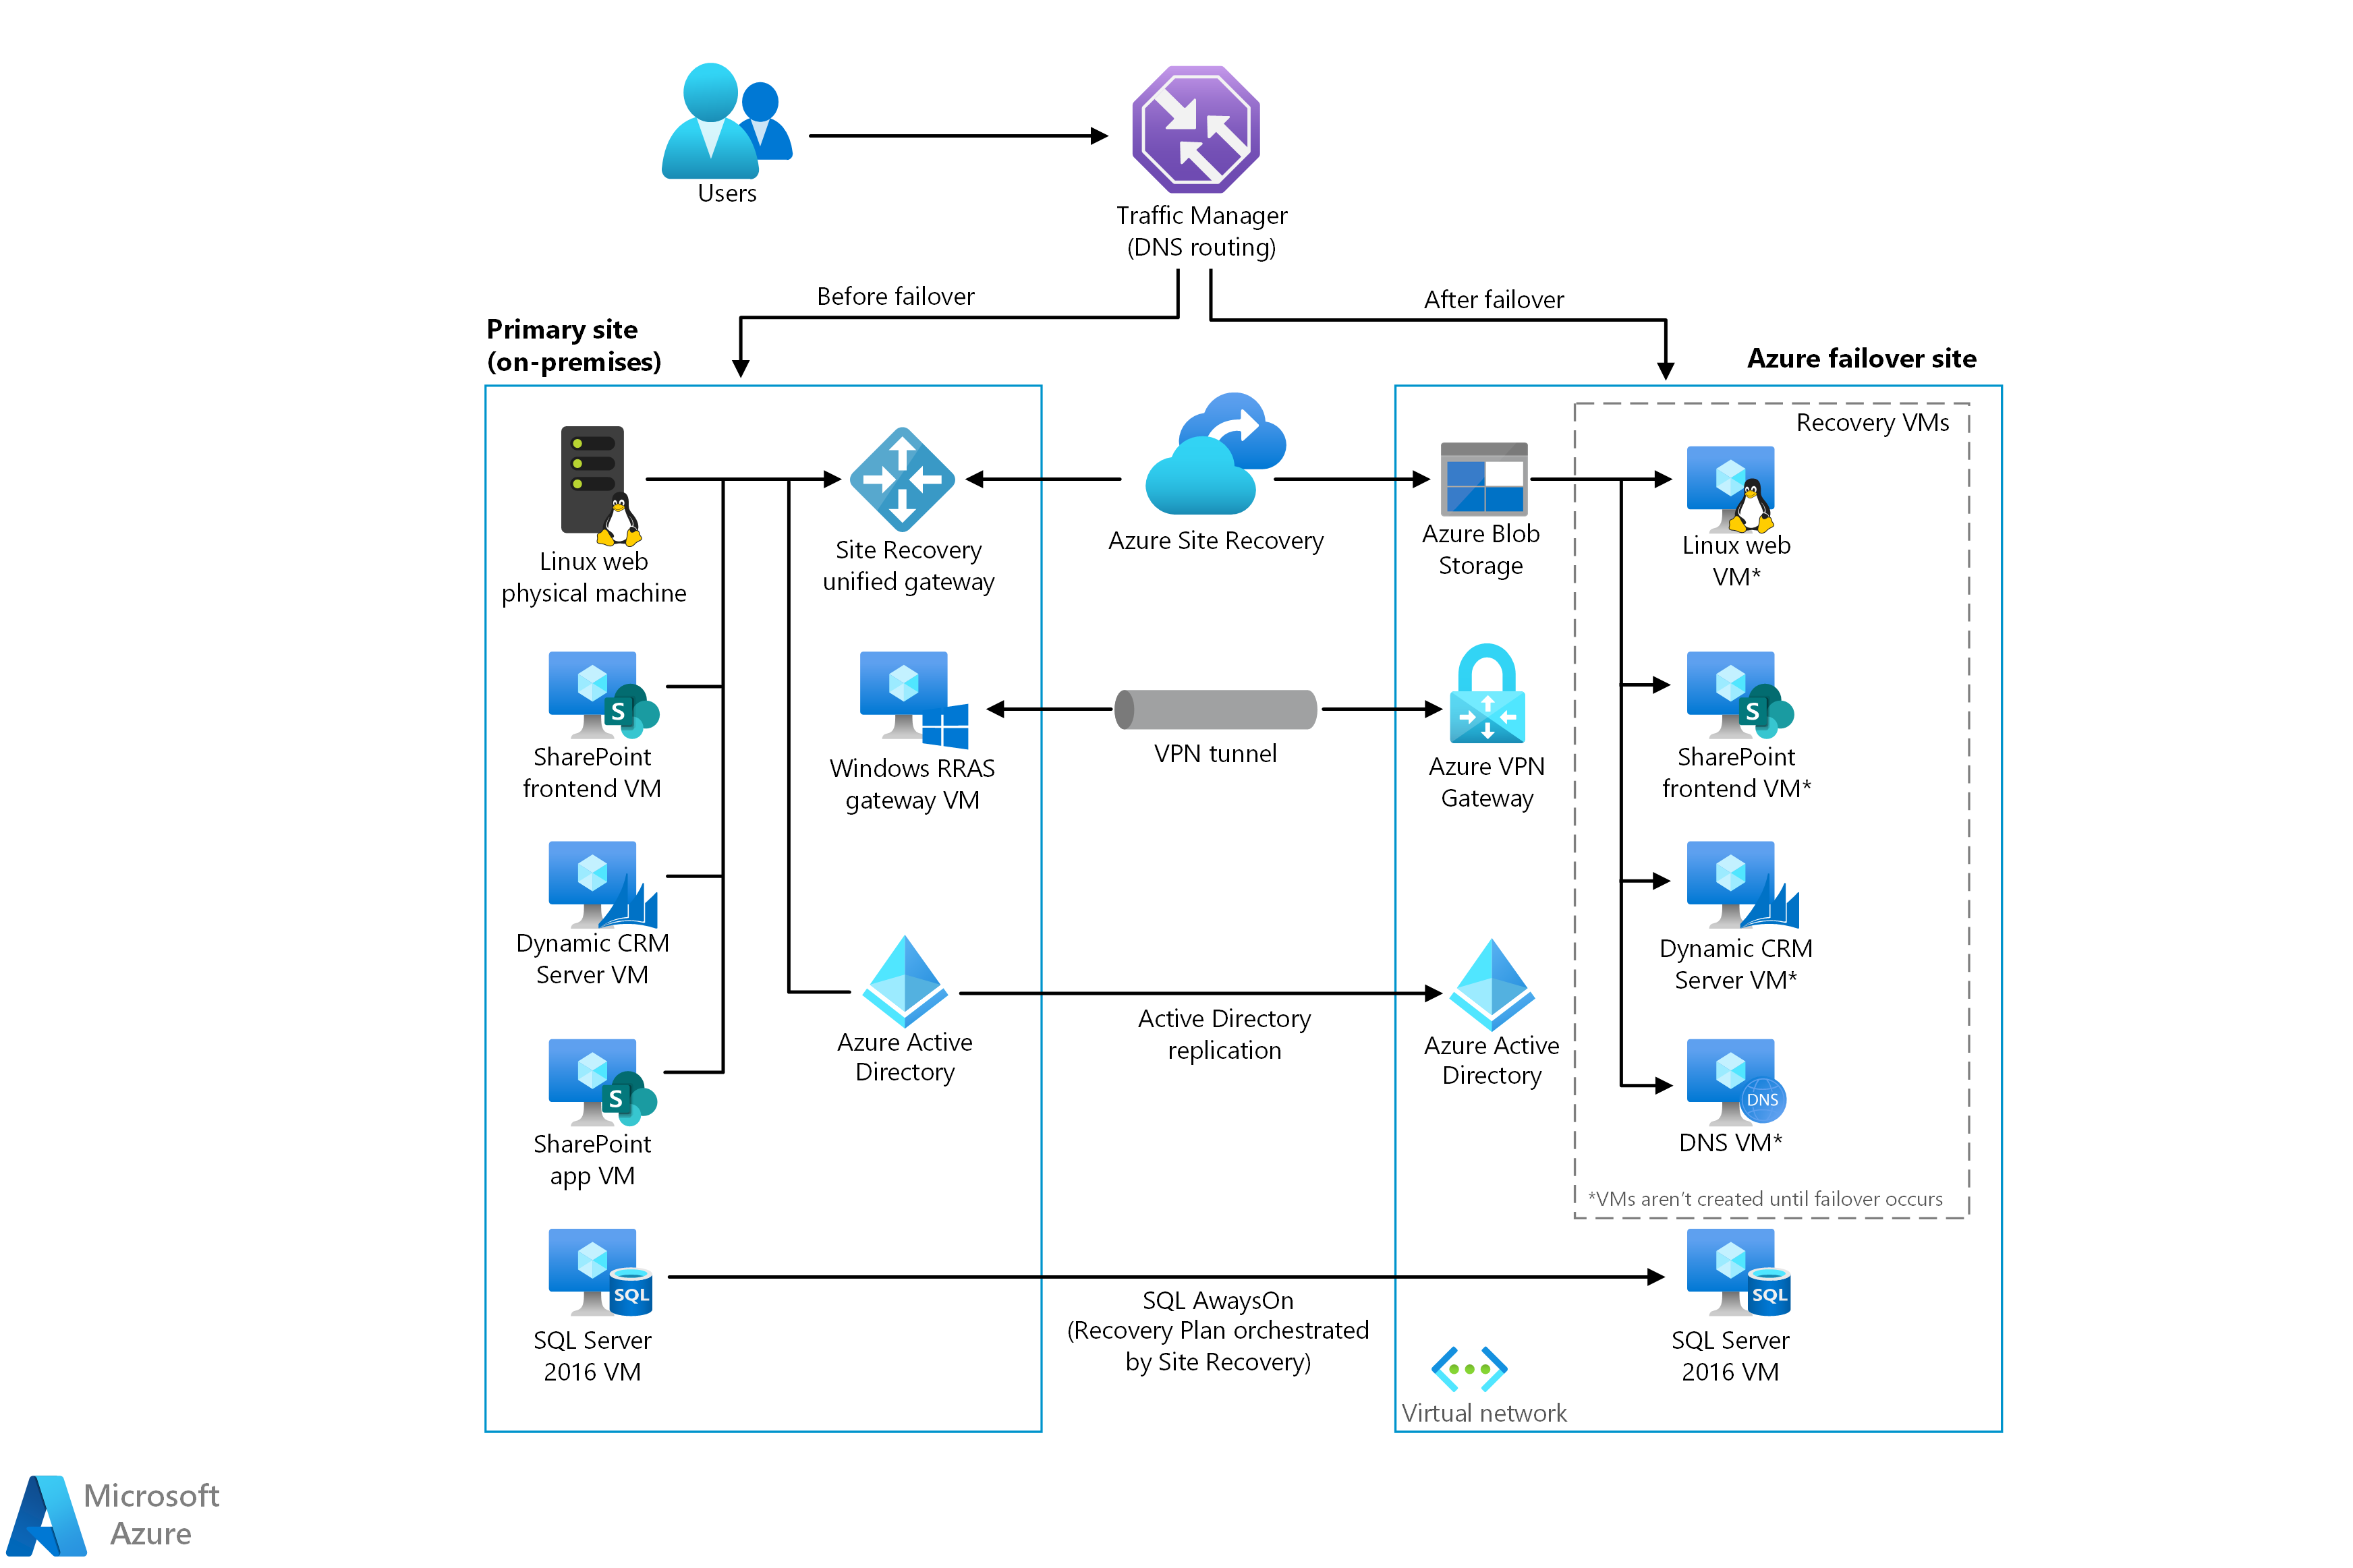 Users
Traffic Manager
(DNS routing)
Before failover
After failover
Primary site
(on-premises)
Azure failover site
Recovery VMs
Linux web
physical machine
Site Recovery
unified gateway
Azure Site Recovery
Azure Blob
Storage
Linux web
VM*
S
SharePoint
frontend VM
Windows RRAS
gateway VM
VPN tunnel
Azure VPN
Gateway
S
SharePoint
frontend VM*
Dynamic CRM
Server VM
Azure Active
Directory
Active Directory
replication
Azure Active
Directory
Dynamic CRM
Server VM*
S
SharePoint
app VM
DNS
DNS VM*
*VMs aren't created until failover occurs
SQL
SQL Server
2016 VM
SQL AwaysOn
(Recovery Plan orchestrated
by Site Recovery)
SQL
SQL Server
2016 VM
Virtual network
Microsoft
Azure